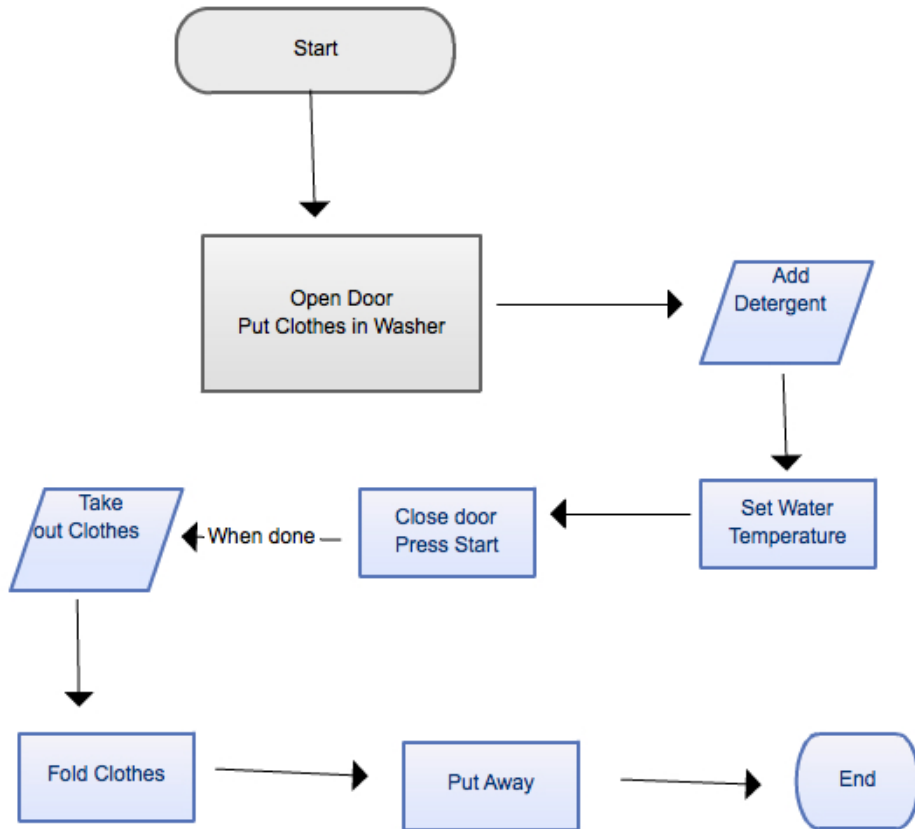 Start
Open Door
Put Clothes in Washer
Add
Detergent
Set Water
Temperature
Close door
Press Start
When done
Take
out Clothes
Fold Clothes
Put Away
End